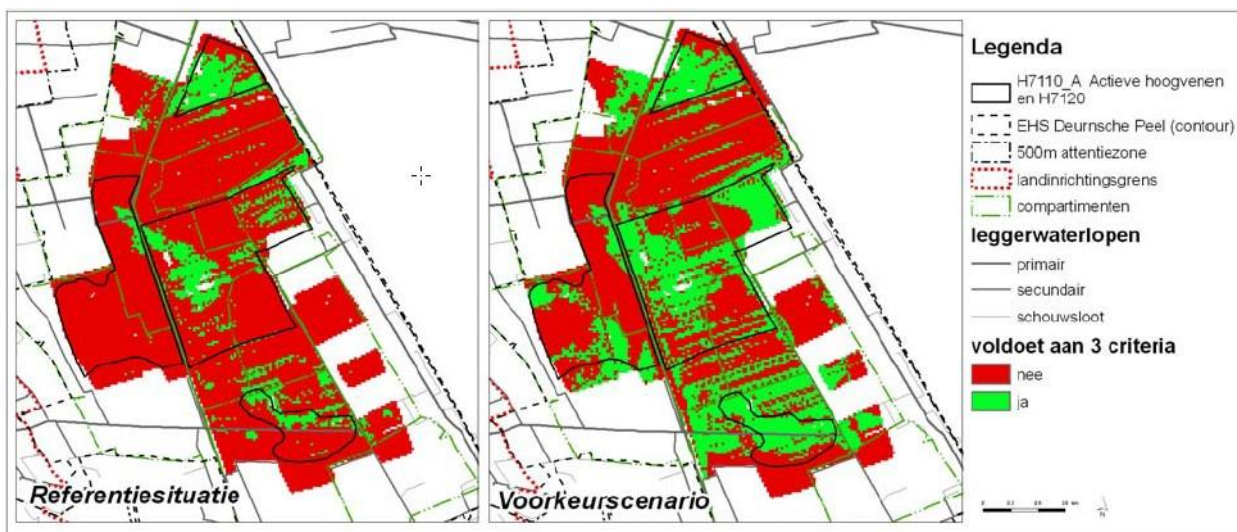 Referentiesituatie
Voorkeurscenario
Legenda
H7110_A Actieve hoogvenen
en H7120
EHS Deurnsche Peel (contour)
500m attentiezone
landinrichtingsgrens
compartimenten
leggerwaterlopen
primair
secundair
schouwsloot
voldoet aan 3 criteria
nee
ja
0
N